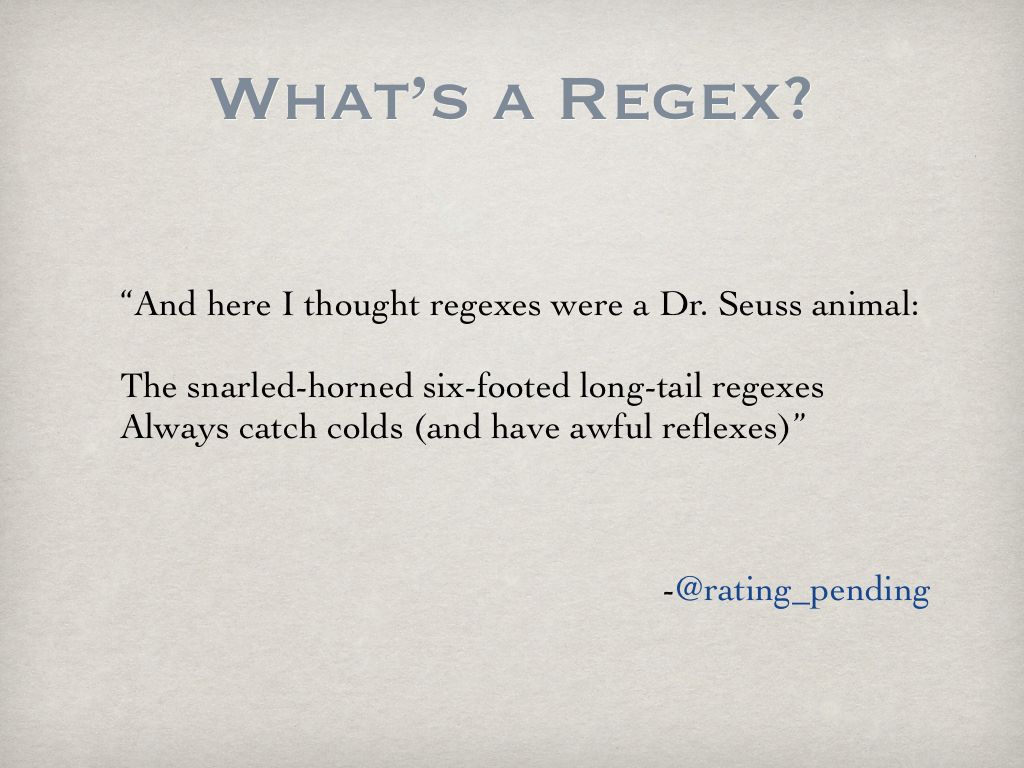 What's a Regex?
“And here I thought regexes were a Dr. Seuss animal:
The snarled-horned six-footed long-tail regexes
Always catch colds (and have awful reflexes)”
-@rating_pending